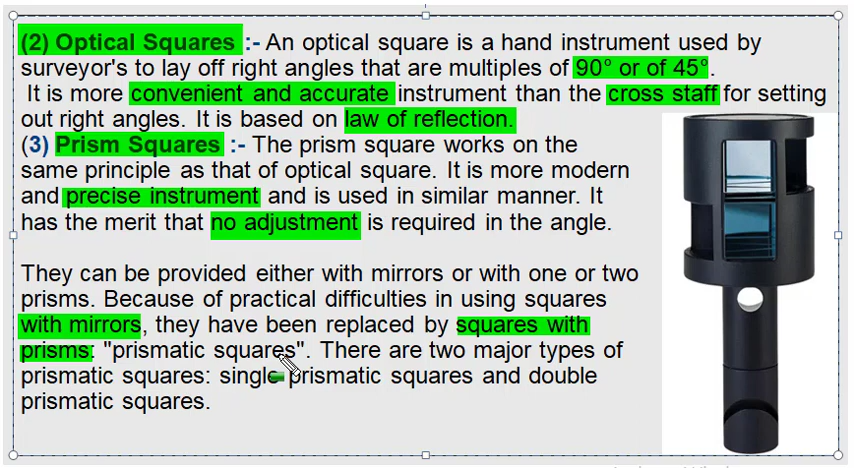 (2) Optical Squares :- An optical square is a hand instrument used by
surveyor's to lay off right angles that are multiples of 90° or of 45°.
It is more convenient and accurate instrument than the cross staff for setting
out right angles. It is based on law of reflection.
(3) Prism Squares :- The prism square works on the
same principle as that of optical square. It is more modern
and precise instrument and is used in similar manner. It
has the merit that no adjustment is required in the angle.
They can be provided either with mirrors or with one or two
prisms. Because of practical difficulties in using squares
with mirrors, they have been replaced by squares with
prisms: "prismatic squares". There are two major types of
prismatic squares: single prismatic squares and double
prismatic squares.